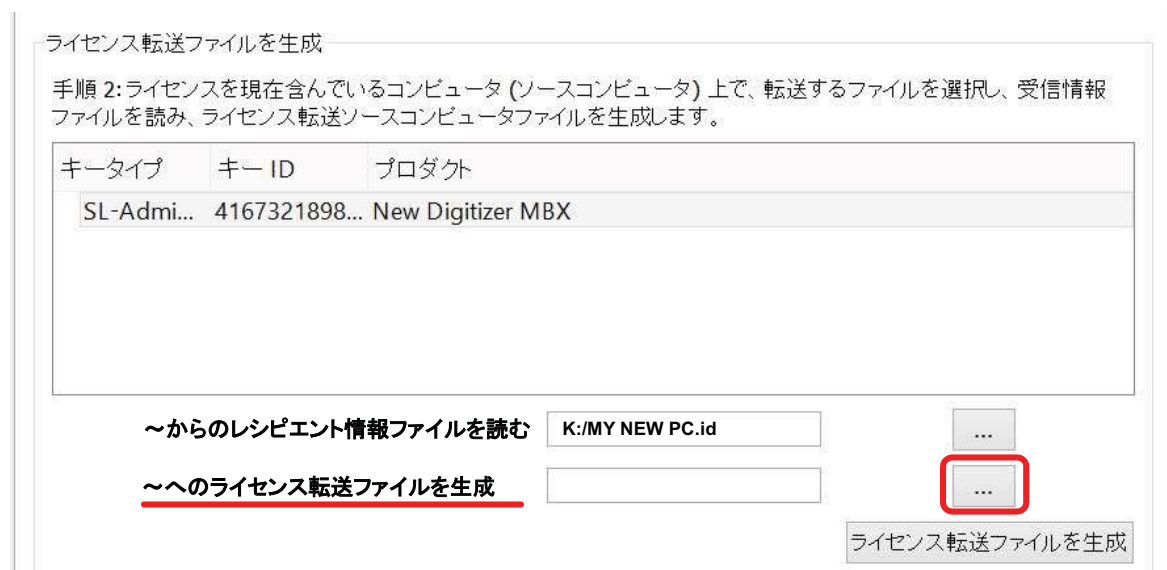 ライセンス転送ファイルを生成
手順 2: ライセンスを現在含んでいるコンピュータ (ソースコンピュータ) 上で、転送するファイルを選択し、受信情報
ファイルを読み、ライセンス転送ソースコンピュータファイルを生成します。
キータイプ キー ID プロダクト
SL-Admi... 4167321898... New Digitizer MBX
～からのレシピエント情報ファイルを読む K:/MY NEW PC.id ...
～へのライセンス転送ファイルを生成 ...
ライセンス転送ファイルを生成